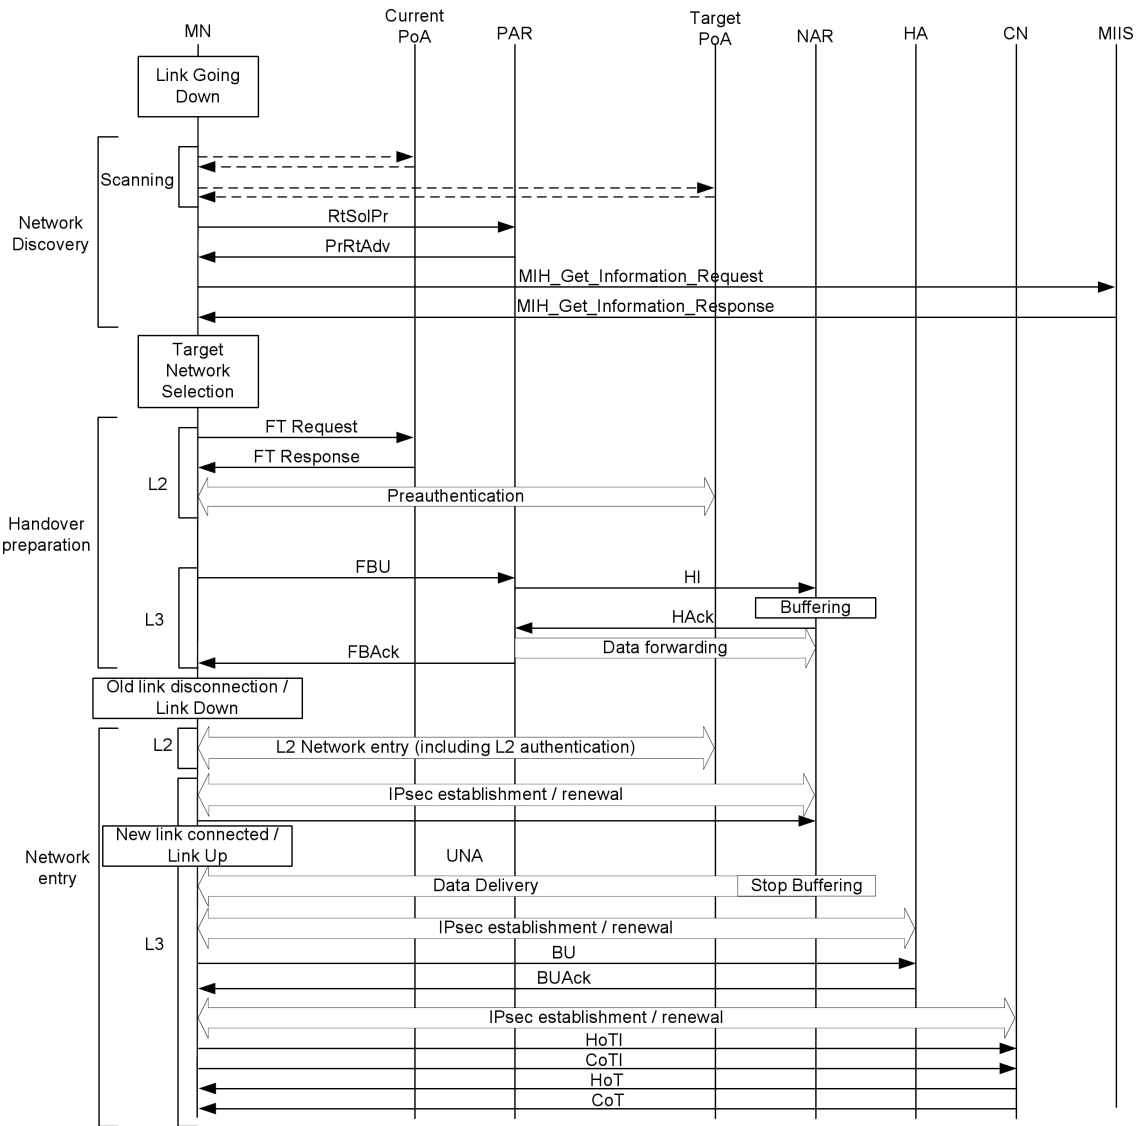 MN
Current
PoA
PAR
Target
PoA
NAR
HA
CN
MIIS
Link Going
Down
Scanning
Network
Discovery
RtSolPr
PrRtAdv
MIH_Get_Information_Request
MIH_Get_Information_Response
Target
Network
Selection
FT Request
FT Response
L2
Preauthentication
Handover
preparation
FBU
HI
Buffering
L3
HAck
Data forwarding
FBAck
Old link disconnection /
Link Down
L2
L2 Network entry (including L2 authentication)
IPsec establishment / renewal
New link connected /
Link Up
UNA
Network
entry
Data Delivery
Stop Buffering
IPsec establishment / renewal
L3
BU
BUAck
IPsec establishment / renewal
HoTI
CoTI
HoT
CoT